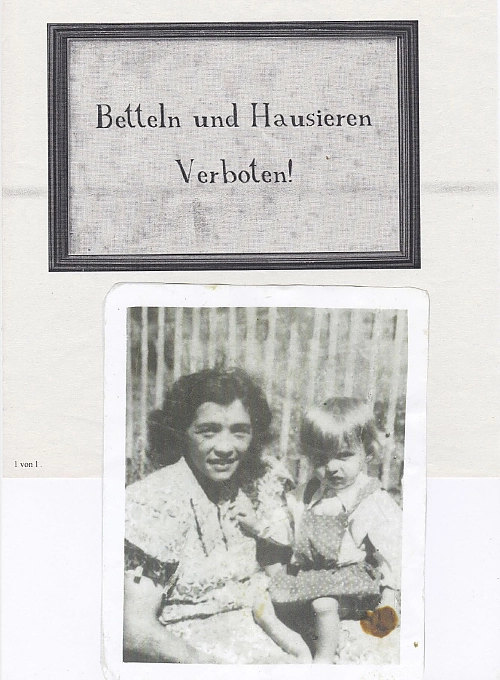 Betteln und Hausieren
Verboten!
1 von 1.